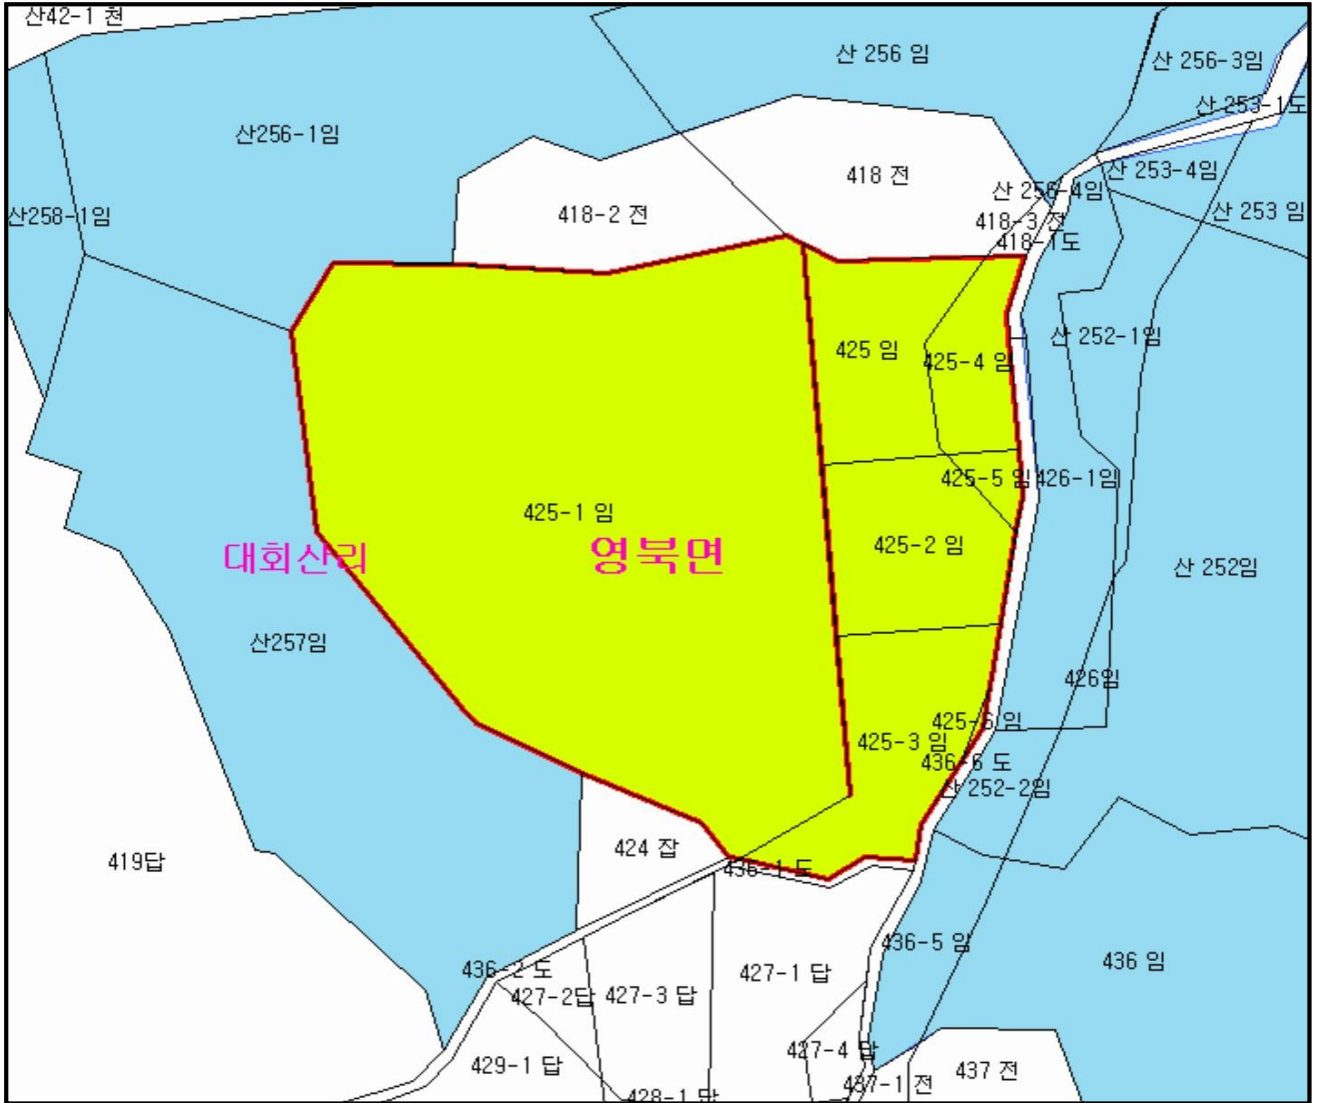 산42-1 천
산 256 임
산 256-3임
산 253-1도
산256-1임
418 전
산 253-4임
산 256-4임
산258-1임
418-2 전
418-3 전
산 253 임
418-1도
산 252-1임
425 임
425-4 임
425-5 임
426-1임
425-1 임
425-2 임
대회산리
영북면
산 252임
산257임
426임
425-6 임
425-3 임
436-6 도
산 252-2임
424 잡
419답
436-1 도
436-5 임
436 임
436-2 도
427-1 답
427-2답
427-3 답
427-4 답
429-1 답
437 전
437-1 전
428-1 답